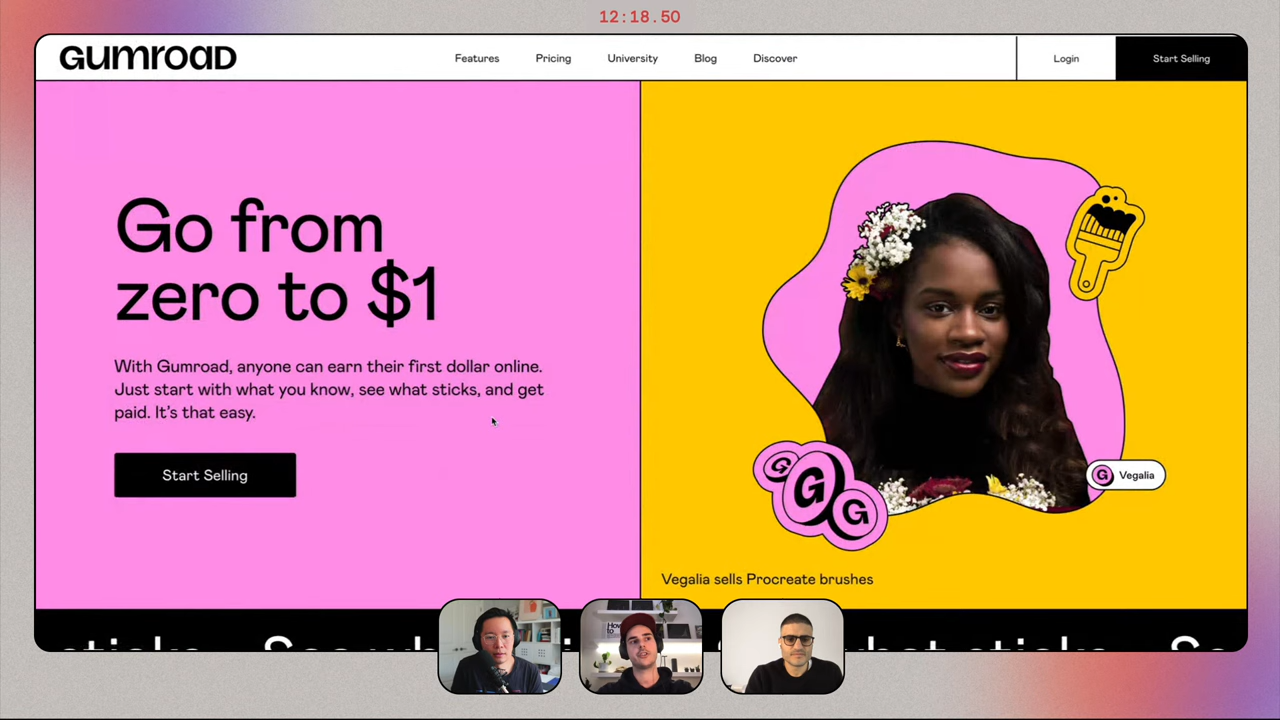 12:18.50
GUMROAD
Features
Pricing
University
Blog
Discover
Login
Start Selling
Go from
zero to $1
With Gumroad, anyone can earn their first dollar online.
Just start with what you know, see what sticks, and get
paid. It's that easy.
Start Selling
G
G
G
G Vegalia
Vegalia sells Procreate brushes